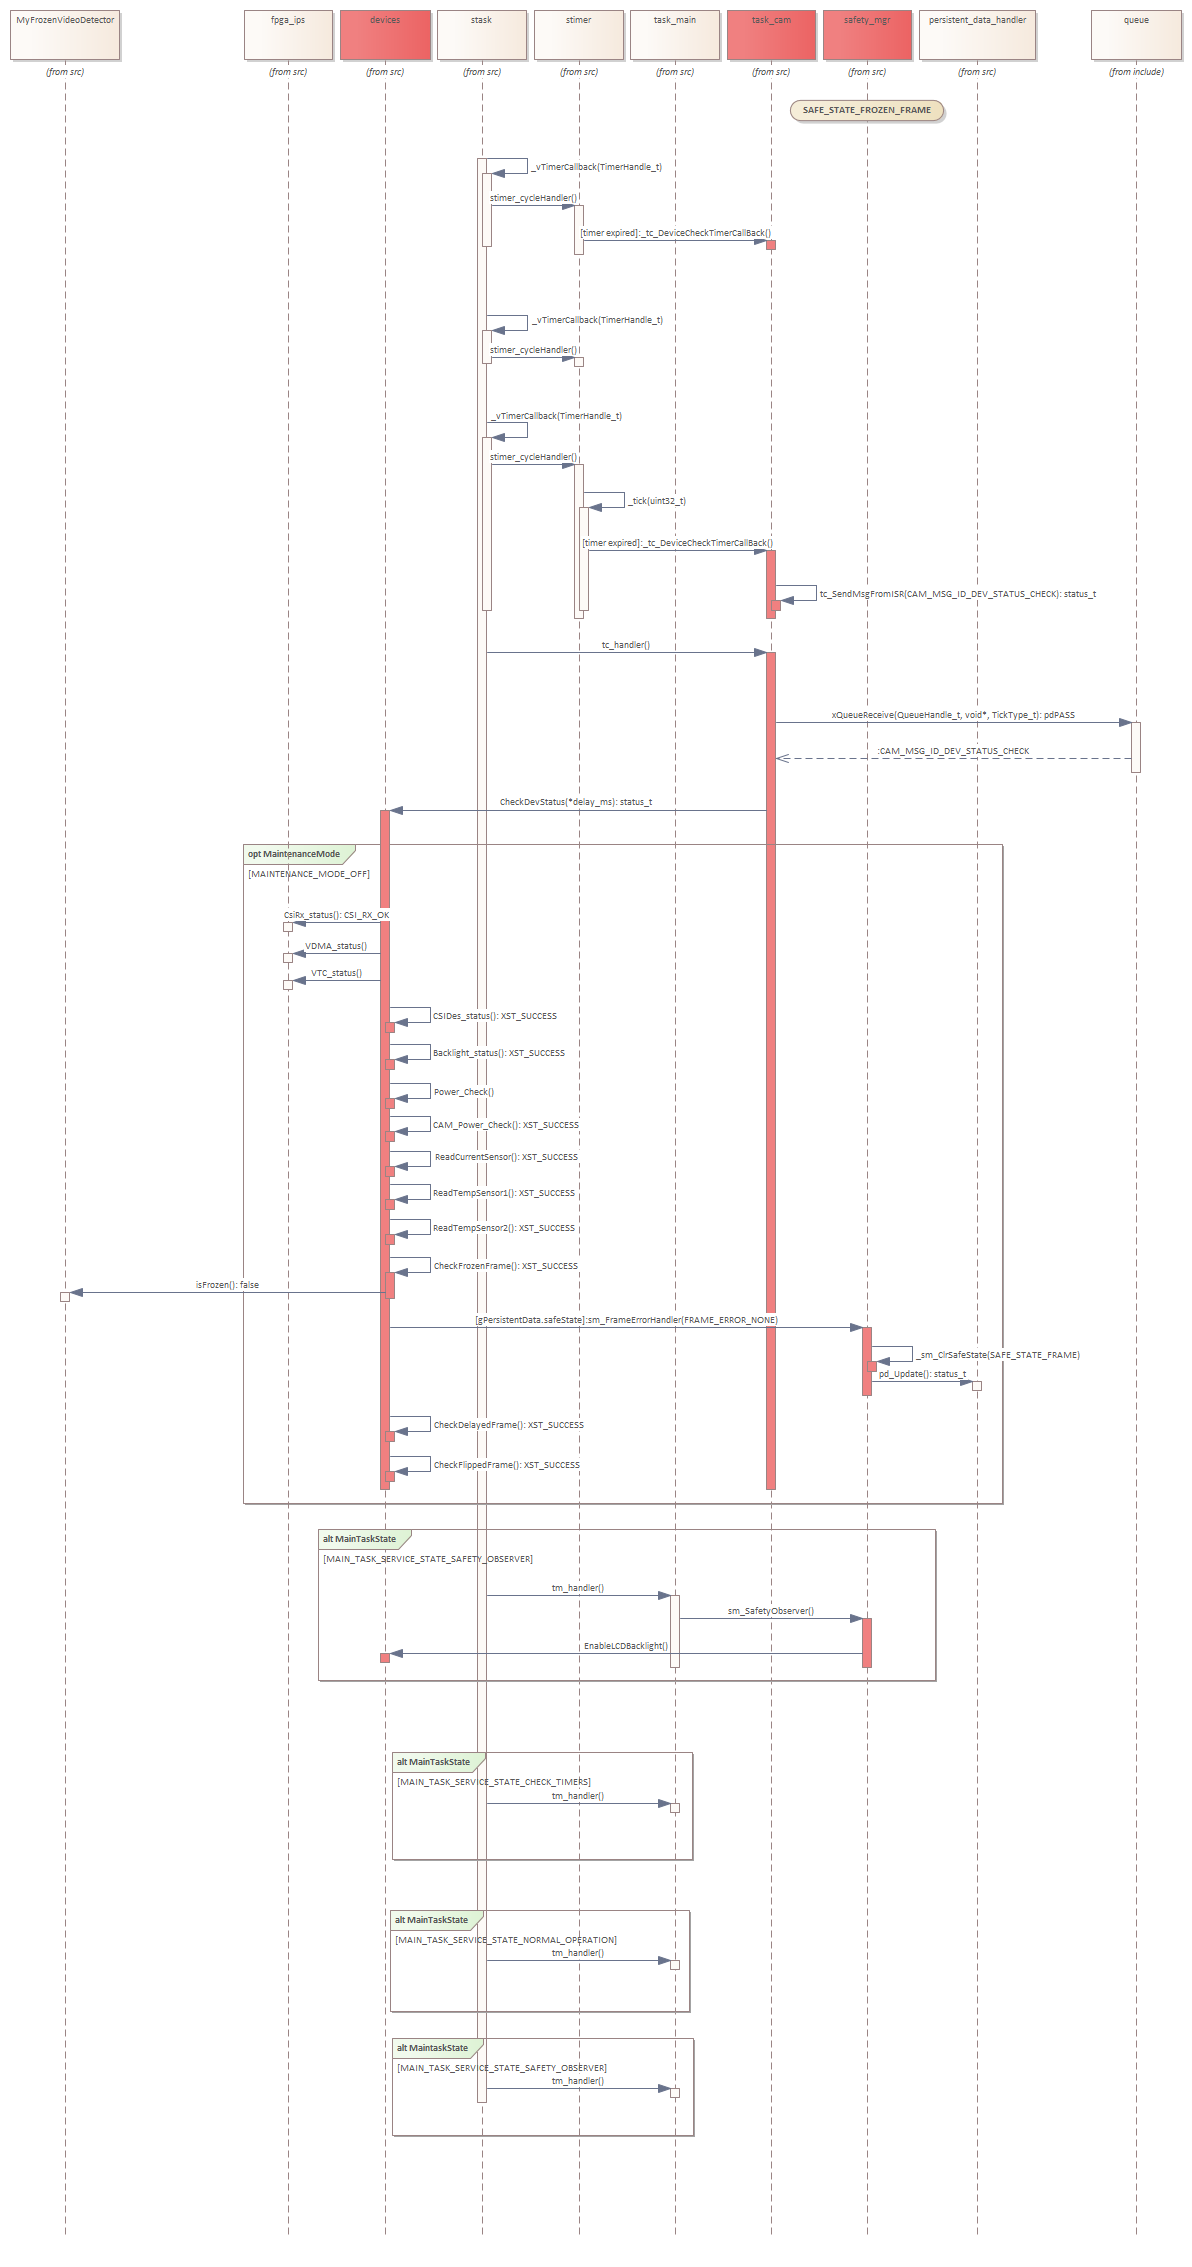 MyFrozenVideoDetector
fpga_ips
devices
stask
stimer
task_main
task_cam
safety_mgr
persistent_data_handler
queue
(from src)
(from src)
(from src)
(from src)
(from src)
(from src)
(from src)
(from src)
(from src)
(from include)
SAFE_STATE_FROZEN_FRAME
_vTimerCallback(TimerHandle_t)
stimer_cycleHandler()
[timer expired]:_tc_DeviceCheckTimerCallBack()
_vTimerCallback(TimerHandle_t)
stimer_cycleHandler()
_vTimerCallback(TimerHandle_t)
stimer_cycleHandler()
_tick(uint32_t)
[timer expired]:_tc_DeviceCheckTimerCallBack()
tc_SendMsgFromISR(CAM_MSG_ID_DEV_STATUS_CHECK): status_t
tc_handler()
xQueueReceive(QueueHandle_t, void*, TickType_t): pdPASS
:CAM_MSG_ID_DEV_STATUS_CHECK
CheckDevStatus(*delay_ms): status_t
opt MaintenanceMode
[MAINTENANCE_MODE_OFF]
CsiRx_status(): CSI_RX_OK
VDMA_status()
VTC_status()
CSIDes_status(): XST_SUCCESS
Backlight_status(): XST_SUCCESS
Power_Check()
CAM_Power_Check(): XST_SUCCESS
ReadCurrentSensor(): XST_SUCCESS
ReadTempSensor1(): XST_SUCCESS
ReadTempSensor2(): XST_SUCCESS
CheckFrozenFrame(): XST_SUCCESS
isFrozen(): false
[gPersistentData.safeState]:sm_FrameErrorHandler(FRAME_ERROR_NONE)
_sm_ClrSafeState(SAFE_STATE_FRAME)
pd_Update(): status_t
CheckDelayedFrame(): XST_SUCCESS
CheckFlippedFrame(): XST_SUCCESS
alt MainTaskState
[MAIN_TASK_SERVICE_STATE_SAFETY_OBSERVER]
tm_handler()
sm_SafetyObserver()
EnableLCDBacklight()
alt MainTaskState
[MAIN_TASK_SERVICE_STATE_CHECK_TIMERS]
tm_handler()
alt MainTaskState
[MAIN_TASK_SERVICE_STATE_NORMAL_OPERATION]
tm_handler()
alt MaintaskState
[MAIN_TASK_SERVICE_STATE_SAFETY_OBSERVER]
tm_handler()